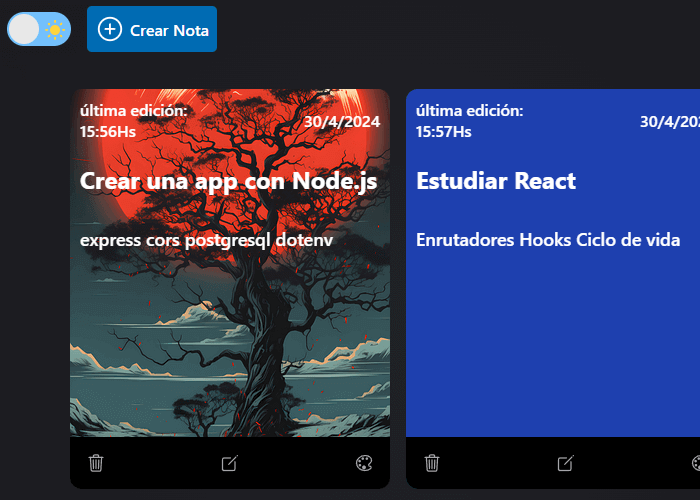 Crear Nota
última edición:
15:56Hs
30/4/2024
Crear una app con Node.js
express cors postgresql dotenv
última edición:
15:57Hs
30/4/202
Estudiar React
Enrutadores Hooks Ciclo de vida